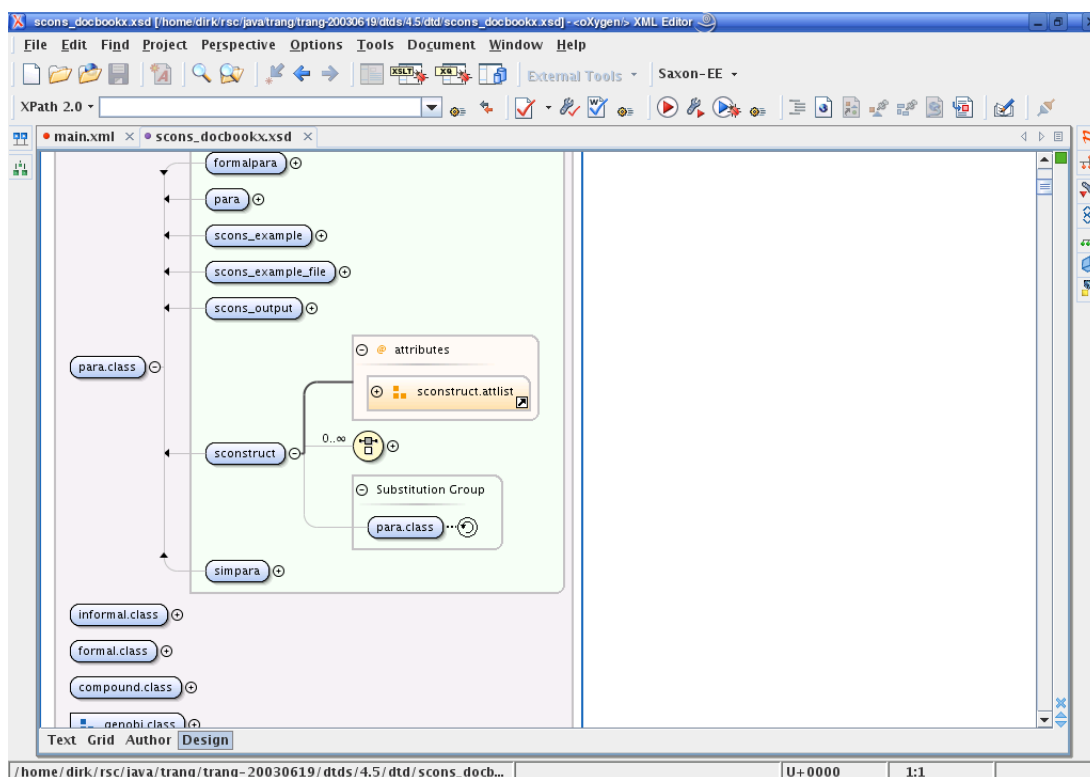 scons_docbookx.xsd [/home/dirk/rsc/java/trang/trang-20030619/dtds/4.5/dtd/scons_docbookx.xsd] - <oXygen/> XML Editor
File Edit Find Project Perspective Options Tools Document Window Help
XSLT XQ External Tools Saxon-EE
XPath 2.0
main.xml scons_docbookx.xsd
formalpara
para
scons_example
scons_example_file
scons_output
attributes
para.class
sconstruct.attlist
0..∞
sconstruct
Substitution Group
para.class
simpara
informal.class
formal.class
compound.class
genobj.class
Text Grid Author Design
/home/dirk/rsc/java/trang/trang-20030619/dtds/4.5/dtd/scons_docb... U+0000 1:1